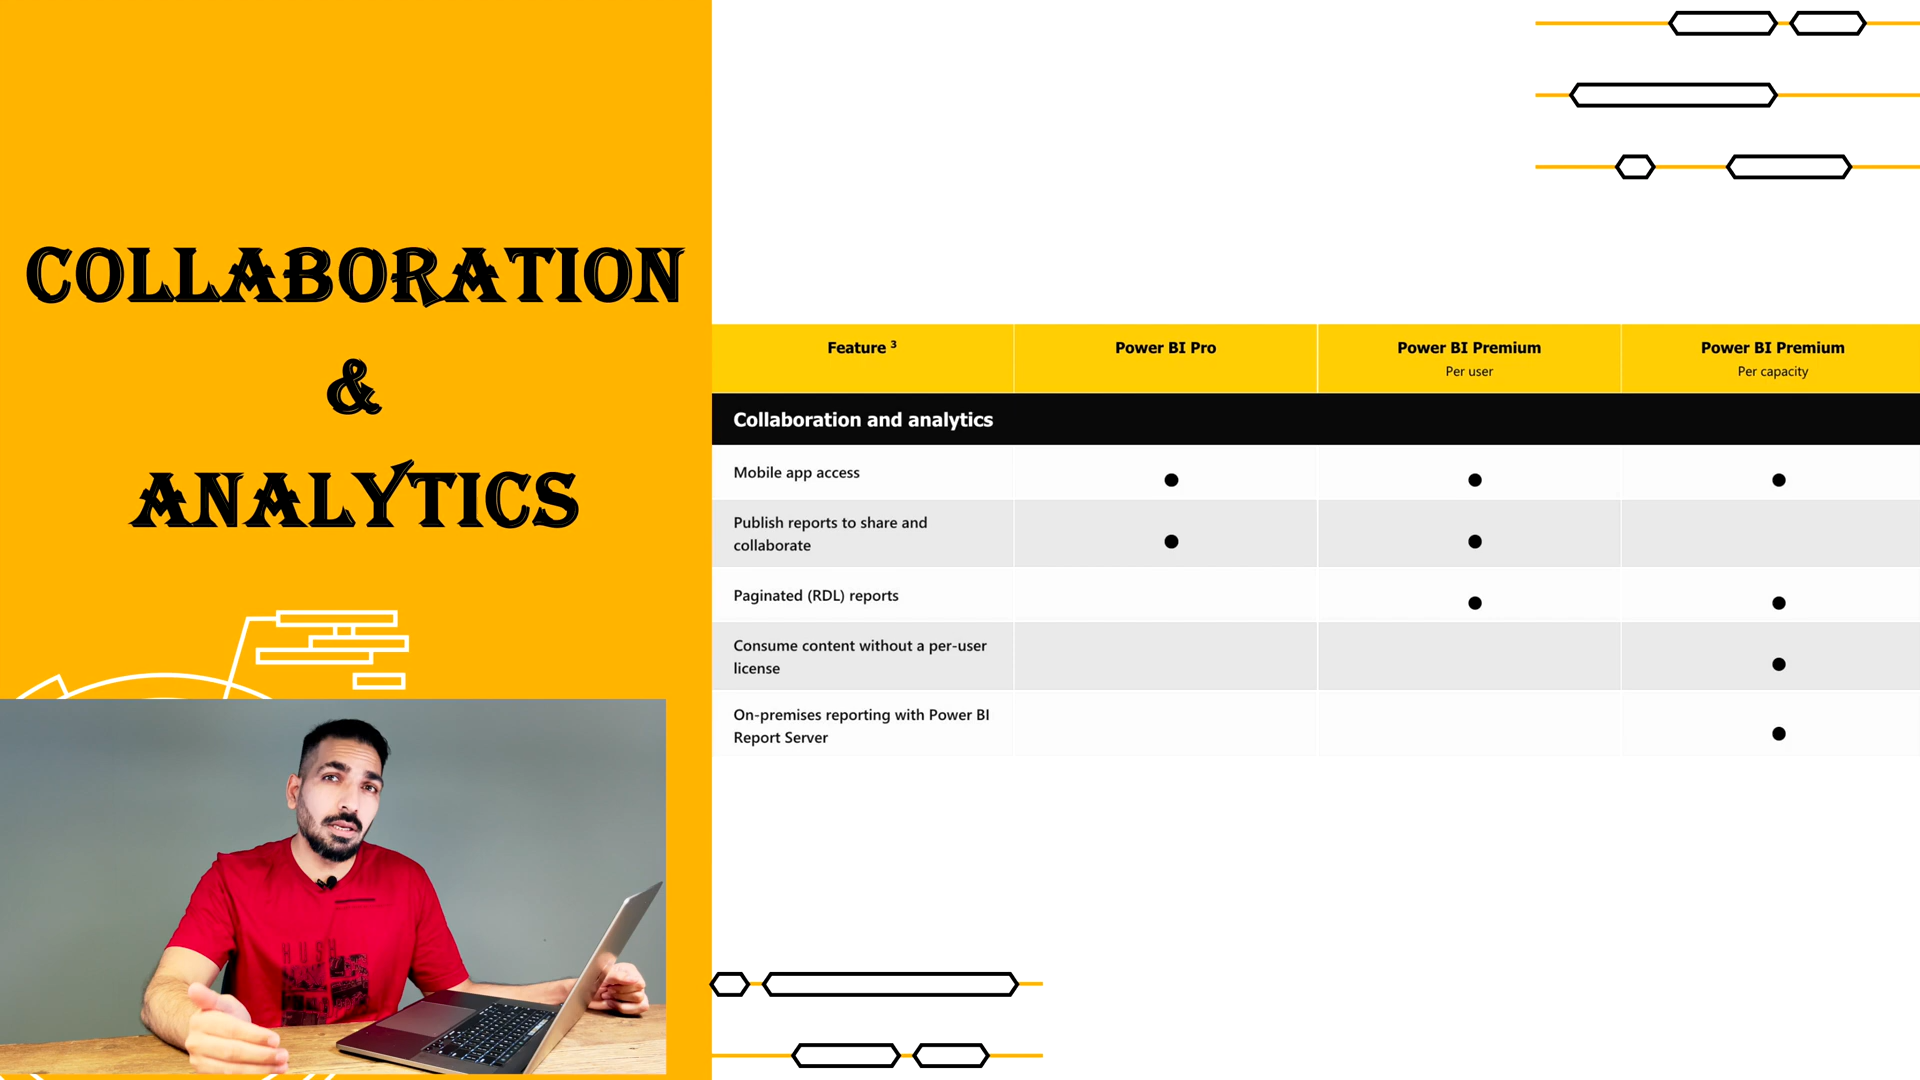 COLLABORATION
&
ANALYTICS
Feature 3
Power BI Pro
Power BI Premium
Per user
Power BI Premium
Per capacity
Collaboration and analytics
Mobile app access
Publish reports to share and
collaborate
Paginated (RDL) reports
Consume content without a per-user
license
On-premises reporting with Power BI
Report Server